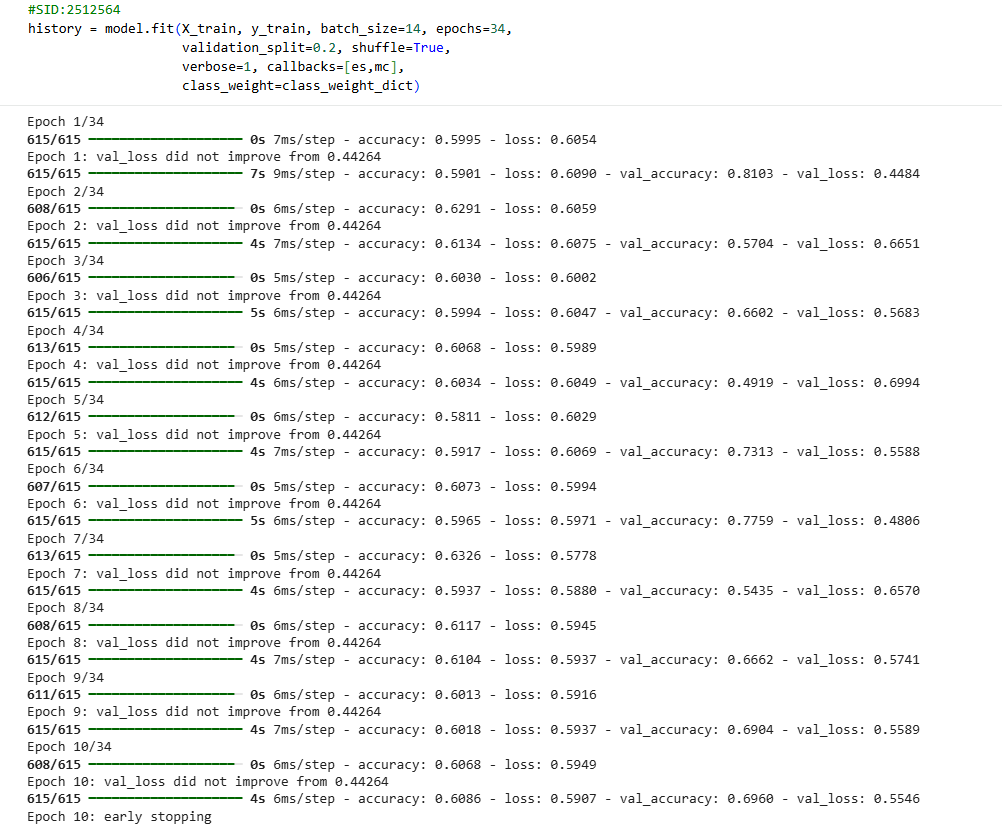 #SID:2512564
history = model.fit(X_train, y_train, batch_size=14, epochs=34,
validation_split=0.2, shuffle=True,
verbose=1, callbacks=[es,mc],
class_weight=class_weight_dict)
Epoch 1/34
615/615 0s 7ms/step - accuracy: 0.5995 - loss: 0.6054
Epoch 1: val_loss did not improve from 0.44264
615/615 7s 9ms/step - accuracy: 0.5901 - loss: 0.6090 - val_accuracy: 0.8103 - val_loss: 0.4484
Epoch 2/34
608/615 0s 6ms/step - accuracy: 0.6291 - loss: 0.6059
Epoch 2: val_loss did not improve from 0.44264
615/615 4s 7ms/step - accuracy: 0.6134 - loss: 0.6075 - val_accuracy: 0.5704 - val_loss: 0.6651
Epoch 3/34
606/615 0s 5ms/step - accuracy: 0.6030 - loss: 0.6002
Epoch 3: val_loss did not improve from 0.44264
615/615 5s 6ms/step - accuracy: 0.5994 - loss: 0.6047 - val_accuracy: 0.6602 - val_loss: 0.5683
Epoch 4/34
613/615 0s 5ms/step - accuracy: 0.6068 - loss: 0.5989
Epoch 4: val_loss did not improve from 0.44264
615/615 4s 6ms/step - accuracy: 0.6034 - loss: 0.6049 - val_accuracy: 0.4919 - val_loss: 0.6994
Epoch 5/34
612/615 0s 6ms/step - accuracy: 0.5811 - loss: 0.6029
Epoch 5: val_loss did not improve from 0.44264
615/615 4s 7ms/step - accuracy: 0.5917 - loss: 0.6069 - val_accuracy: 0.7313 - val_loss: 0.5588
Epoch 6/34
607/615 0s 5ms/step - accuracy: 0.6073 - loss: 0.5994
Epoch 6: val_loss did not improve from 0.44264
615/615 5s 6ms/step - accuracy: 0.5965 - loss: 0.5971 - val_accuracy: 0.7759 - val_loss: 0.4806
Epoch 7/34
613/615 0s 5ms/step - accuracy: 0.6326 - loss: 0.5778
Epoch 7: val_loss did not improve from 0.44264
615/615 4s 6ms/step - accuracy: 0.5937 - loss: 0.5880 - val_accuracy: 0.5435 - val_loss: 0.6570
Epoch 8/34
608/615 0s 6ms/step - accuracy: 0.6117 - loss: 0.5945
Epoch 8: val_loss did not improve from 0.44264
615/615 4s 7ms/step - accuracy: 0.6104 - loss: 0.5937 - val_accuracy: 0.6662 - val_loss: 0.5741
Epoch 9/34
611/615 0s 6ms/step - accuracy: 0.6013 - loss: 0.5916
Epoch 9: val_loss did not improve from 0.44264
615/615 4s 7ms/step - accuracy: 0.6018 - loss: 0.5937 - val_accuracy: 0.6904 - val_loss: 0.5589
Epoch 10/34
608/615 0s 6ms/step - accuracy: 0.6068 - loss: 0.5949
Epoch 10: val_loss did not improve from 0.44264
615/615 4s 6ms/step - accuracy: 0.6086 - loss: 0.5907 - val_accuracy: 0.6960 - val_loss: 0.5546
Epoch 10: early stopping